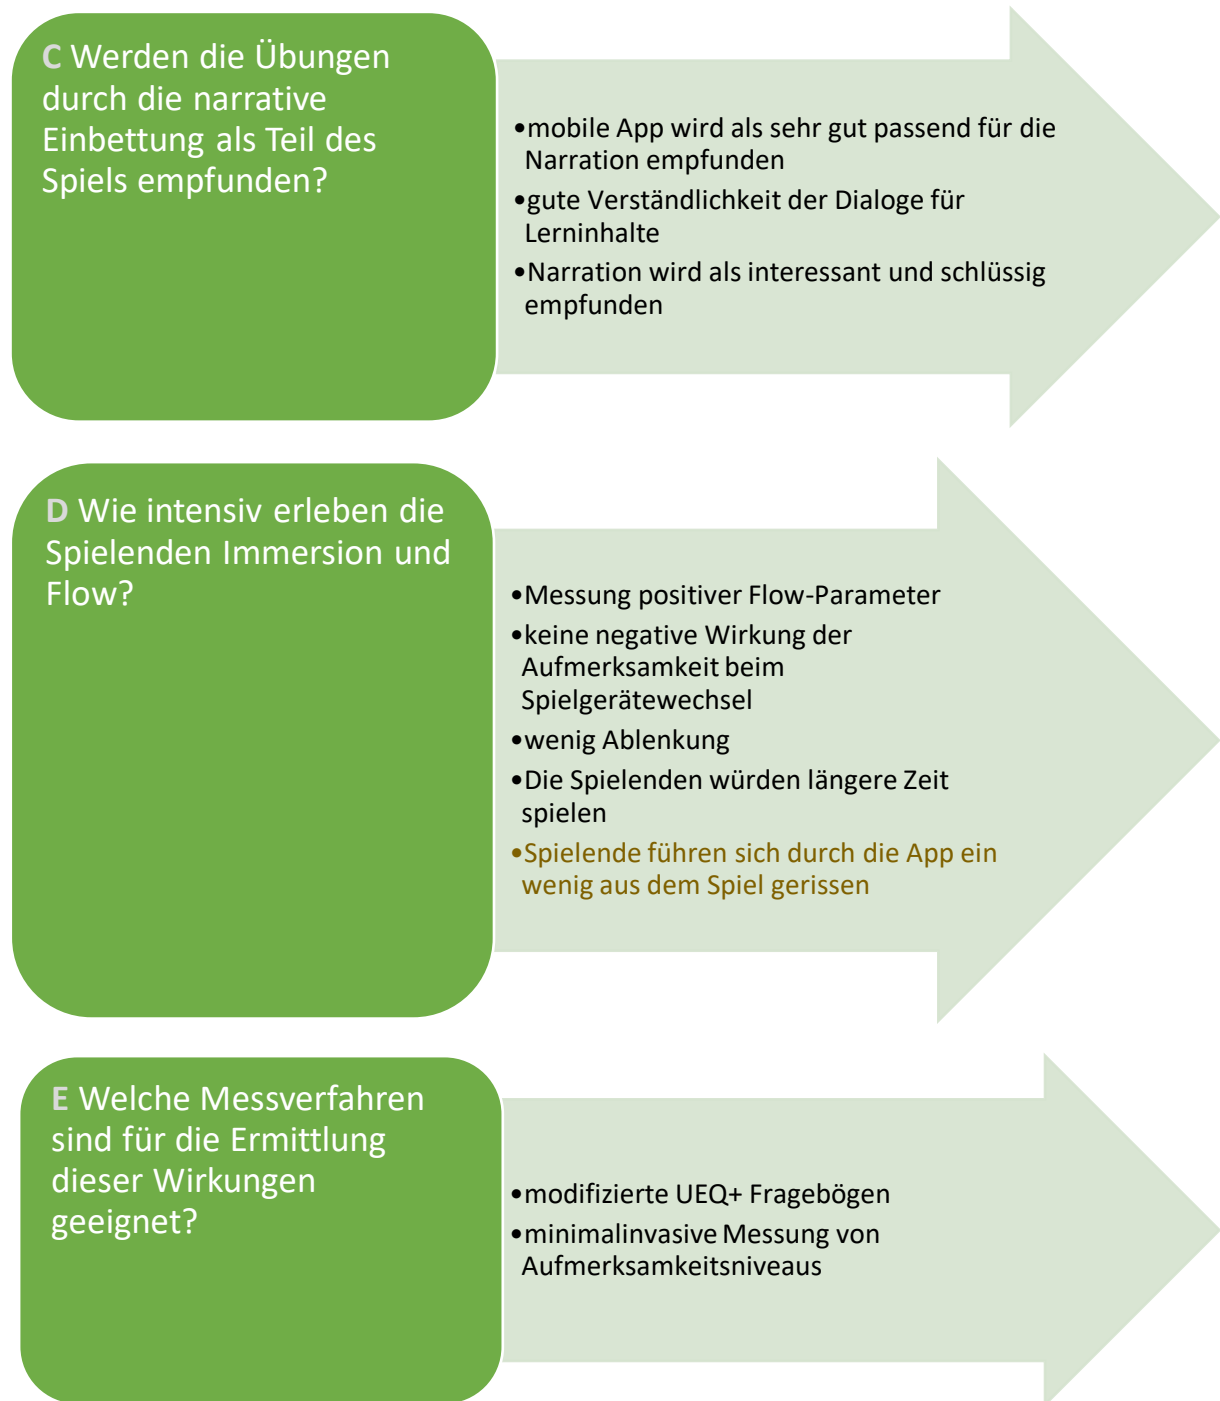 C Werden die Übungen
durch die narrative
Einbettung als Teil des
Spiels empfunden?
•mobile App wird als sehr gut passend für die
Narration empfunden
•gute Verständlichkeit der Dialoge für
Lerninhalte
•Narration wird als interessant und schlüssig
empfunden
D Wie intensiv erleben die
Spielenden Immersion und
Flow?
•Messung positiver Flow-Parameter
•keine negative Wirkung der
Aufmerksamkeit beim
Spielgerätewechsel
•wenig Ablenkung
•Die Spielenden würden längere Zeit
spielen
•Spielende führen sich durch die App ein
wenig aus dem Spiel gerissen
E Welche Messverfahren
sind für die Ermittlung
dieser Wirkungen
geeignet?
•modifizierte UEQ+ Fragebögen
•minimalinvasive Messung von
Aufmerksamkeitsniveaus